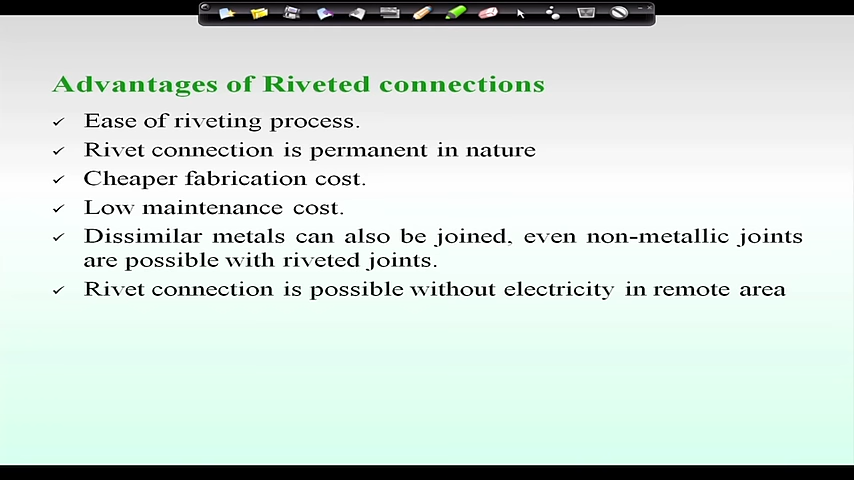 Advantages of Riveted connections
✓ Ease of riveting process.
✓ Rivet connection is permanent in nature
✓ Cheaper fabrication cost.
✓ Low maintenance cost.
✓ Dissimilar metals can also be joined, even non-metallic joints
are possible with riveted joints.
✓ Rivet connection is possible without electricity in remote area